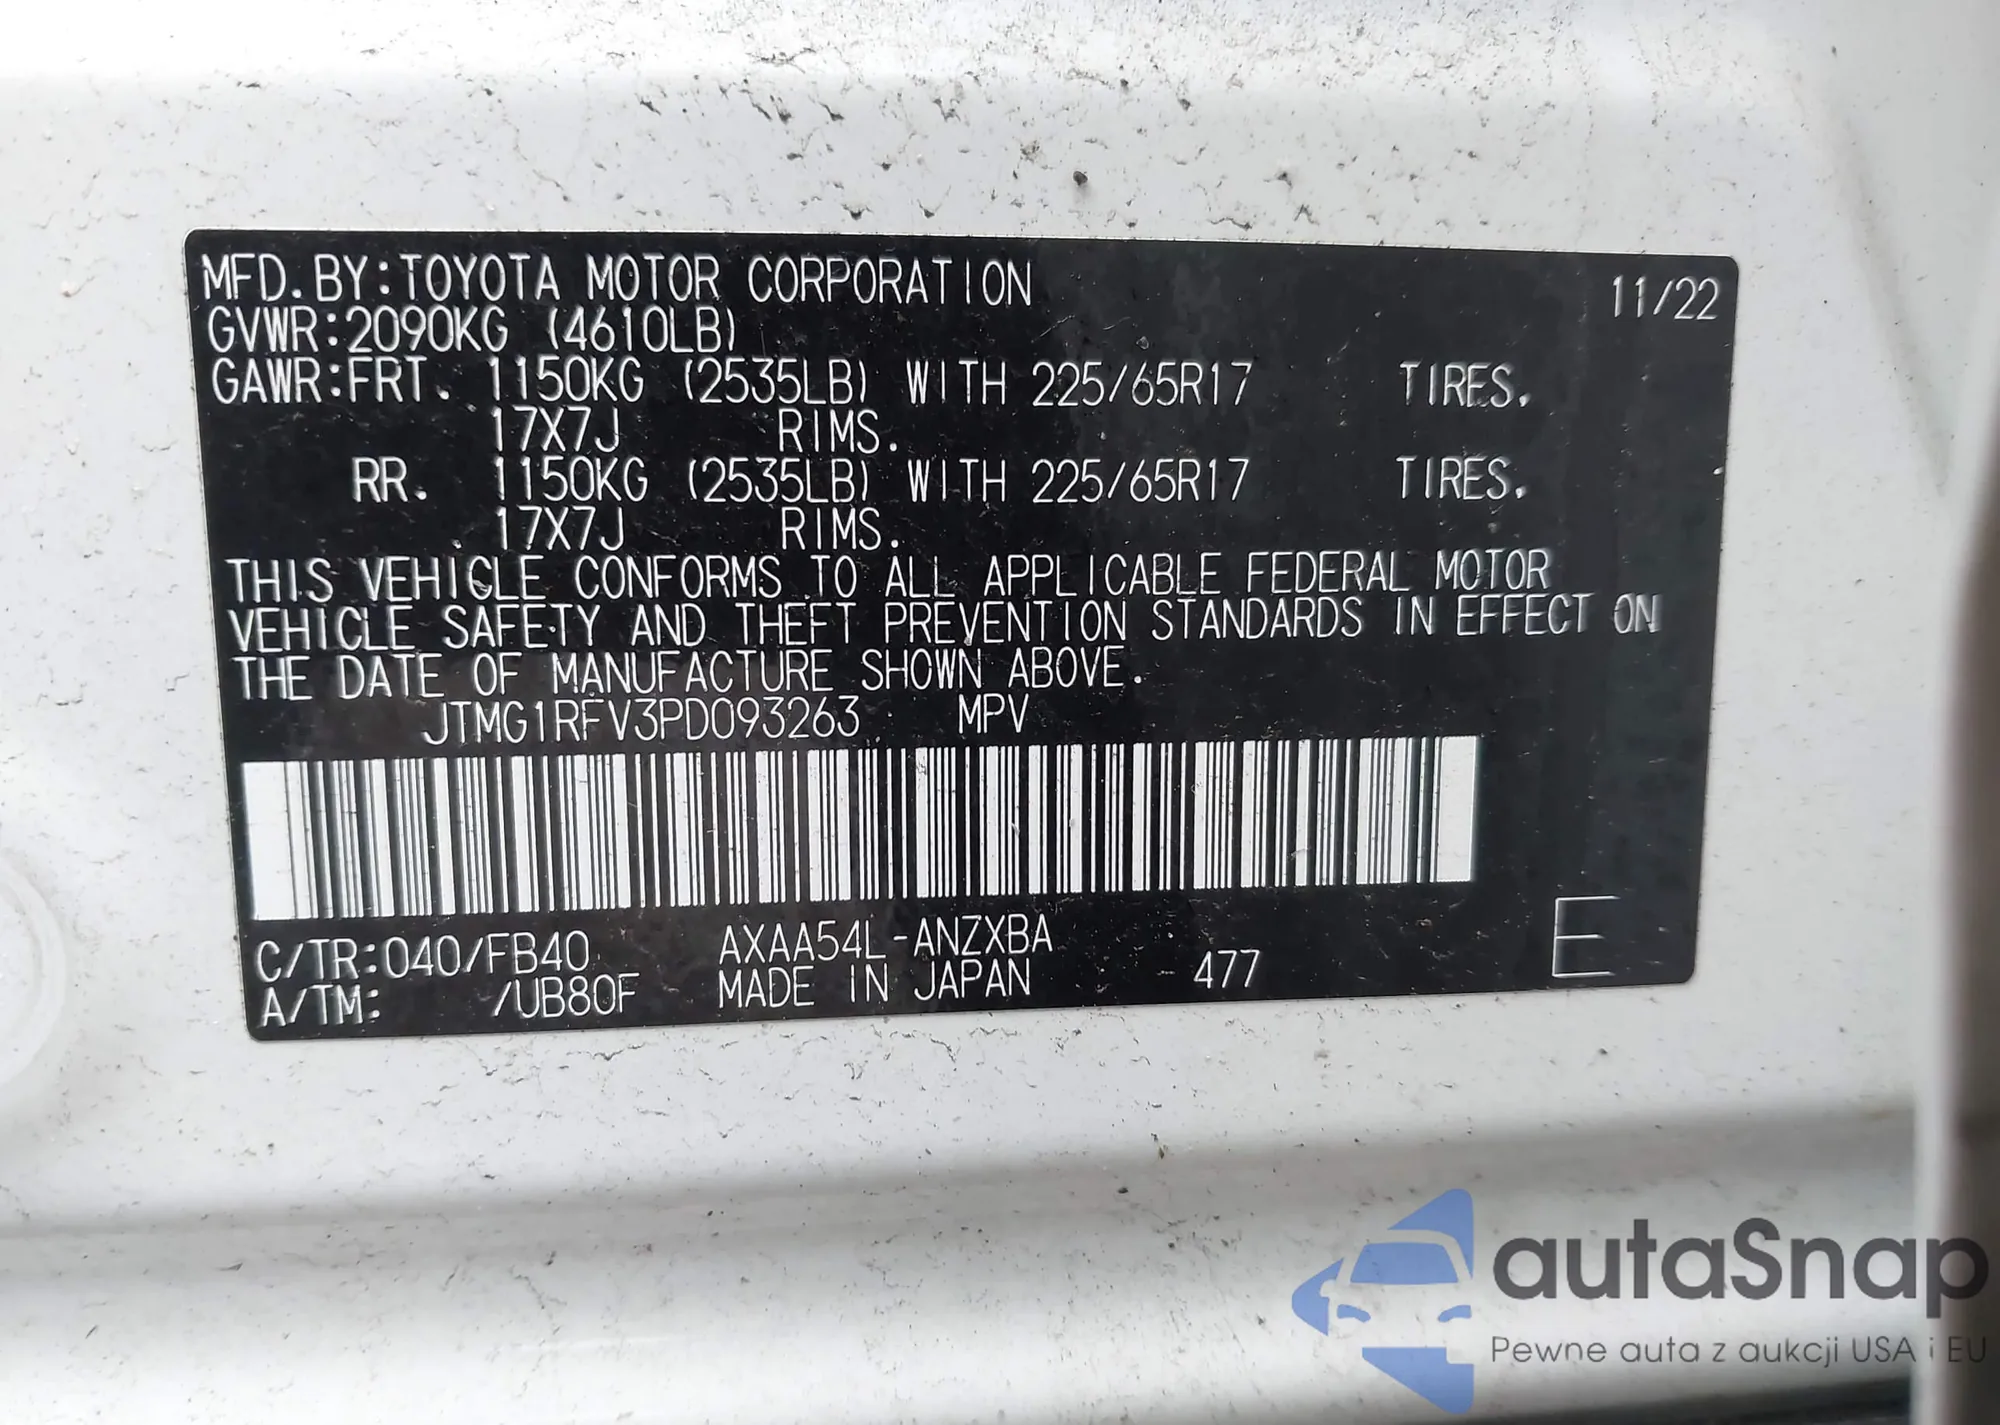 MFD. BY:TOYOTA MOTOR CORPORATION 11/22
GVWR:2090KG (4610LB)
GAWR:FRT. 1150KG (2535LB) WITH 225/65R17 TIRES.
17X7J RIMS.
RR. 1150KG (2535LB) WITH 225/65R17 TIRES.
17X7J RIMS.
THIS VEHICLE CONFORMS TO ALL APPLICABLE FEDERAL MOTOR
VEHICLE SAFETY AND THEFT PREVENTION STANDARDS IN EFFECT ON
THE DATE OF MANUFACTURE SHOWN ABOVE.
JTMG1RFV3PD093263 MPV
C/TR:040/FB40 AXAA54L-ANZXBA
A/TM: /UB80F MADE IN JAPAN 477 E
autaSnap
Pewne auta z aukcji USA i EU